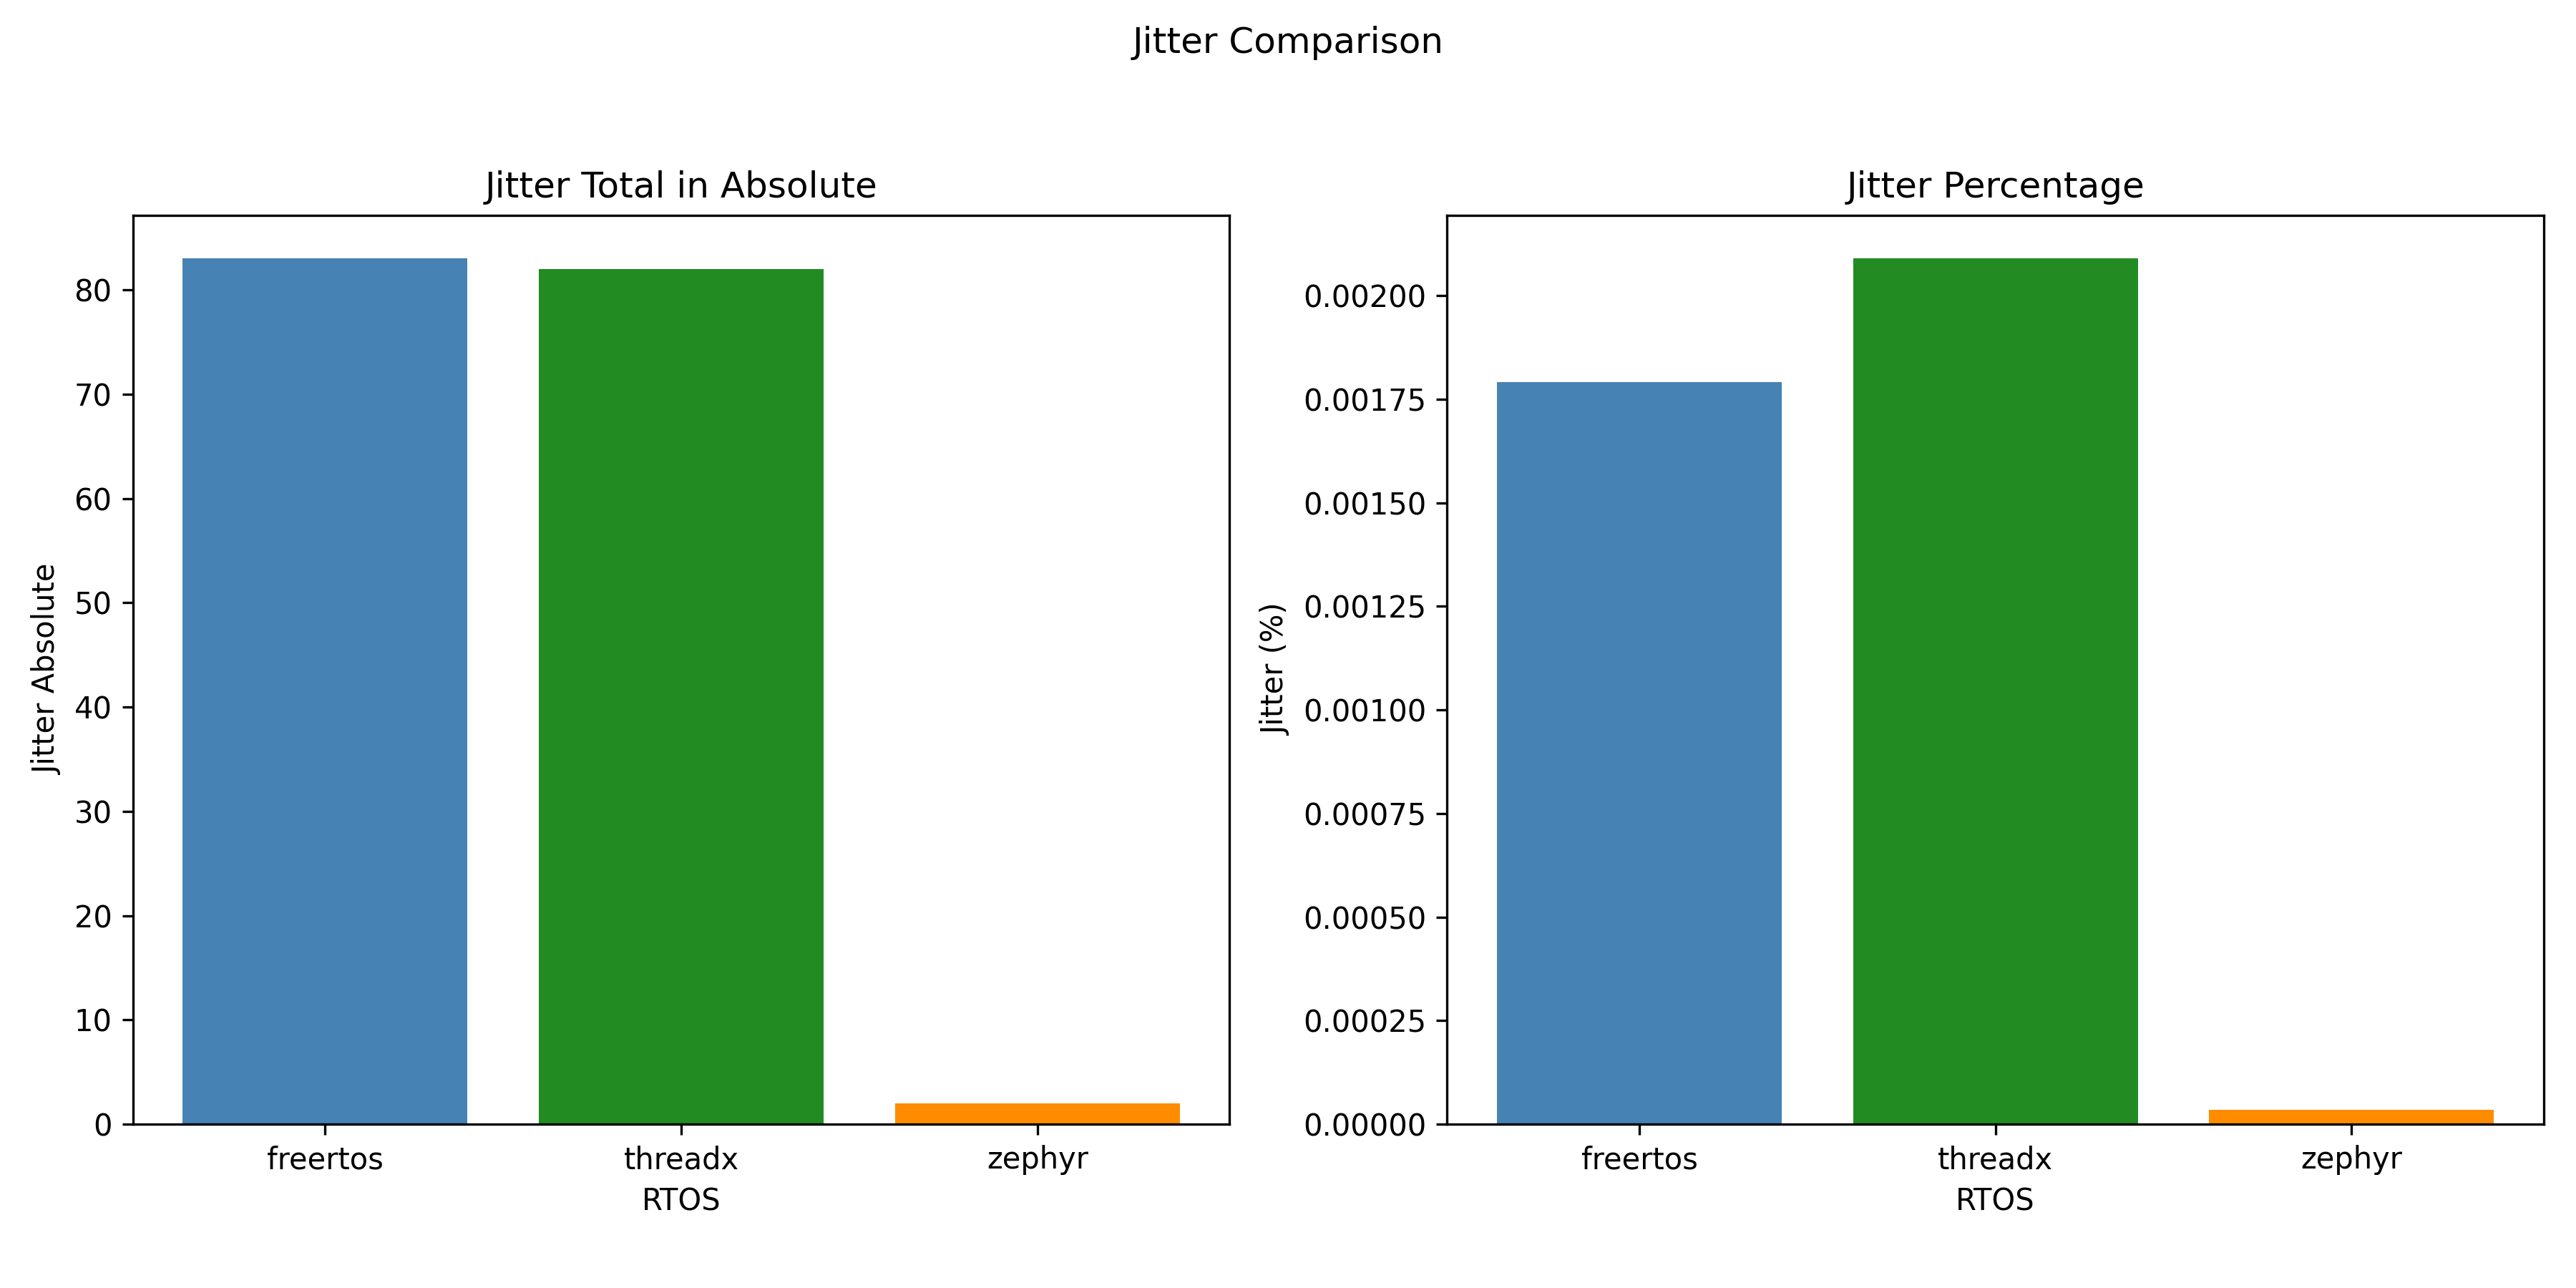 Jitter Comparison
Jitter Total in Absolute
Jitter Absolute
80
70
60
50
40
30
20
10
0
freertos threadx zephyr
RTOS
Jitter Percentage
Jitter (%)
0.00200
0.00175
0.00150
0.00125
0.00100
0.00075
0.00050
0.00025
0.00000
freertos threadx zephyr
RTOS